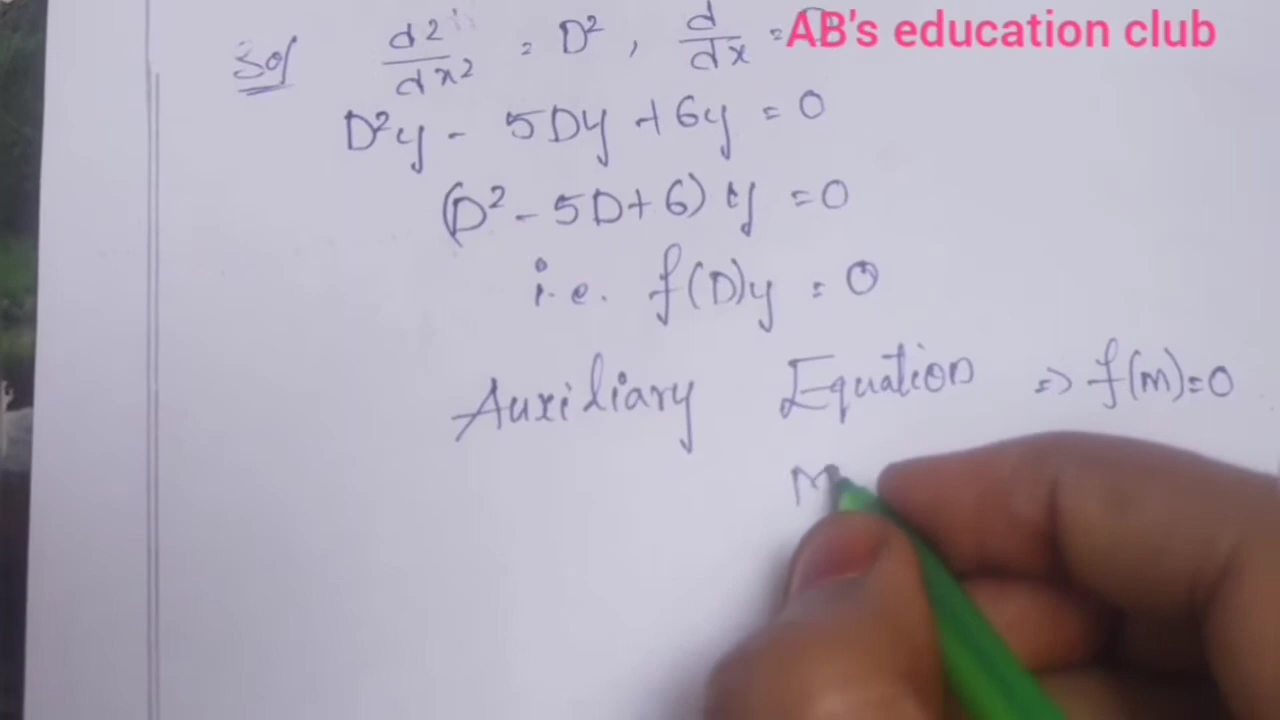 AB's education club
Sol d²/dx² = D², d/dx =
D²y - 5Dy + 6y = 0
(D² - 5D + 6) y = 0
i.e. f(D)y = 0
Auxiliary Equation => f(m)=0
m